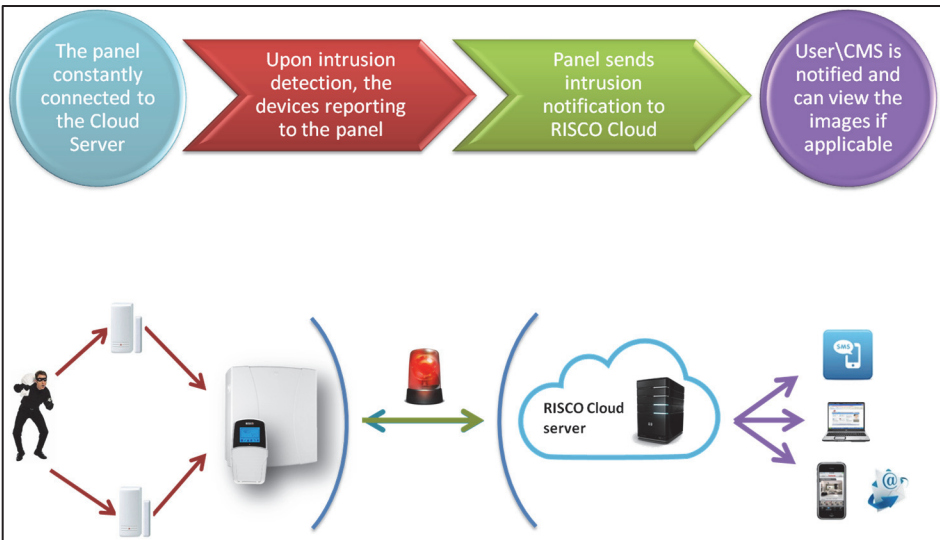 The panel
constantly
connected to
the Cloud
Server
Upon intrusion
detection, the
devices reporting
to the panel
Panel sends
intrusion
notification to
RISCO Cloud
User\CMS is
notified and
can view the
images if
applicable
SMS
RISCO Cloud
server
@